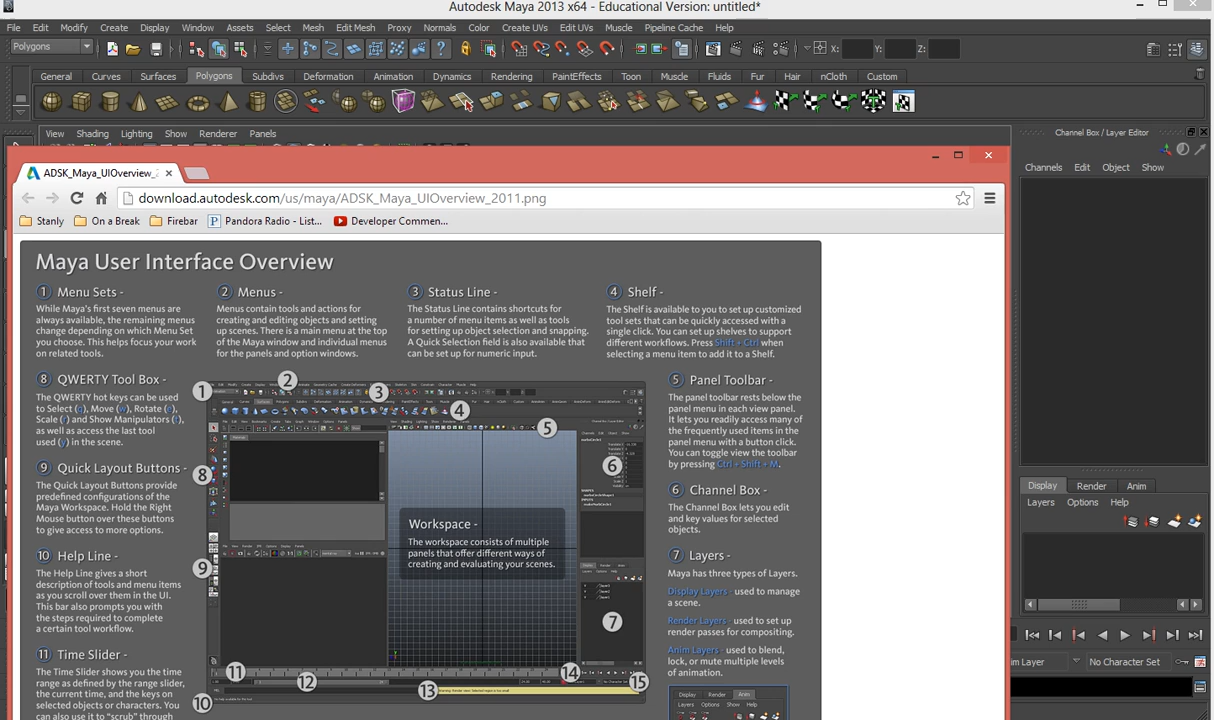 Autodesk Maya 2013 x64 - Educational Version: untitled*
File Edit Modify Create Display Window Assets Select Mesh Edit Mesh Proxy Normals Color Create UVs Edit UVs Muscle Pipeline Cache Help
Polygons X: Y: Z:
General Curves Surfaces Polygons Subdivs Deformation Animation Dynamics Rendering PaintEffects Toon Muscle Fluids Fur Hair nCloth Custom
View Shading Lighting Show Renderer Panels
Channel Box / Layer Editor
Channels Edit Object Show
ADSK_Maya_UIOverview_2
download.autodesk.com/us/maya/ADSK_Maya_UIOverview_2011.png
Stanly On a Break Firebar Pandora Radio - List... Developer Commen...
Maya User Interface Overview
1 Menu Sets -
While Maya's first seven menus are
always available, the remaining menus
change depending on which Menu Set
you choose. This helps focus your work
on related tools.
2 Menus -
Menus contain tools and actions for
creating and editing objects and setting
up scenes. There is a main menu at the top
of the Maya window and individual menus
for the panels and option windows.
3 Status Line -
The Status Line contains shortcuts for
a number of menu items as well as tools
for setting up object selection and snapping.
A Quick Selection field is also available that
can be set up for numeric input.
4 Shelf -
The Shelf is available to you to set up customized
tool sets that can be quickly accessed with a
single click. You can set up shelves to support
different workflows. Press Shift + Ctrl when
selecting a menu item to add it to a Shelf.
8 QWERTY Tool Box -
The QWERTY hot keys can be used
to Select (q), Move (w), Rotate (e),
Scale (r) and Show Manipulators (t),
as well as access the last tool
used (y) in the scene.
9 Quick Layout Buttons -
The Quick Layout Buttons provide
predefined configurations of the
Maya Workspace. Hold the Right
Mouse button over these buttons
to give access to more options.
10 Help Line -
The Help Line gives a short
description of tools and menu items
as you scroll over them in the UI.
This bar also prompts you with
the steps required to complete
a certain tool workflow.
11 Time Slider -
The Time Slider shows you the time
range as defined by the range slider,
the current time, and the keys on
selected objects or characters. You
can also use it to "scrub" through
1
2
3
4
5
6
7
8
9
10
11
12
13
14
15
Workspace -
The workspace consists of multiple
panels that offer different ways of
creating and evaluating your scenes.
5 Panel Toolbar -
The panel toolbar rests below the
panel menu in each view panel.
It lets you readily access many of
the frequently used items in the
panel menu with a button click.
You can toggle view the toolbar
by pressing Ctrl + Shift + M.
6 Channel Box -
The Channel Box lets you edit
and key values for selected
objects.
7 Layers -
Maya has three types of Layers.
Display Layers - used to manage
a scene.
Render Layers - used to set up
render passes for compositing.
Anim Layers - used to blend,
lock, or mute multiple levels
of animation.
Display Render Anim
Layers Options Show Help
Display Render Anim
Layers Options Help
im Layer No Character Set